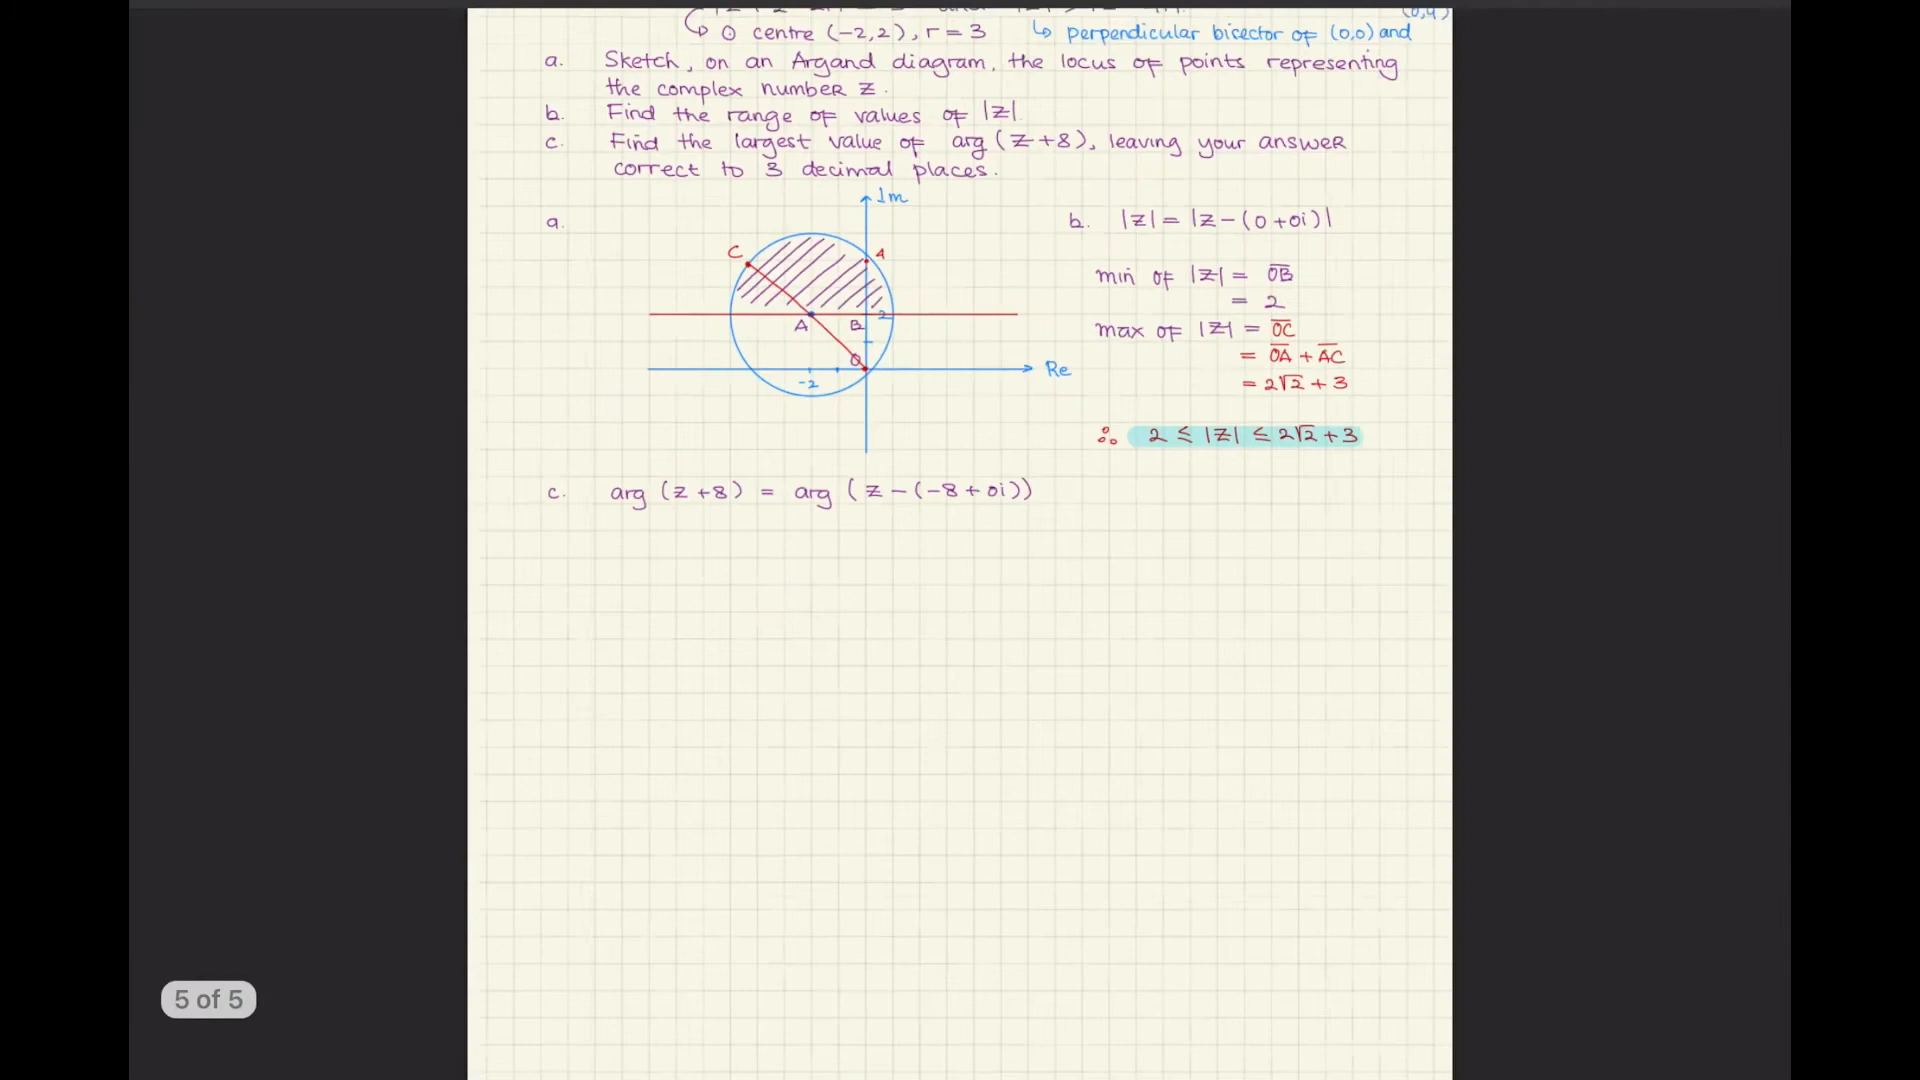 ⊙ centre (-2,2), r = 3 ↳ perpendicular bisector of (0,0) and
(0,4)
a. Sketch, on an Argand diagram, the locus of points representing
the complex number z.
b. Find the range of values of |z|.
c. Find the largest value of arg (z+8), leaving your answer
correct to 3 decimal places.
a.
Im
C
4
A
B
2
O
-2
Re
b. |z| = |z-(0+0i)|
min of |z| = OB
= 2
max of |z| = OC
= OA + AC
= 2√2 + 3
∴ 2 ≤ |z| ≤ 2√2 + 3
c. arg (z+8) = arg (z-(-8+0i))
5 of 5